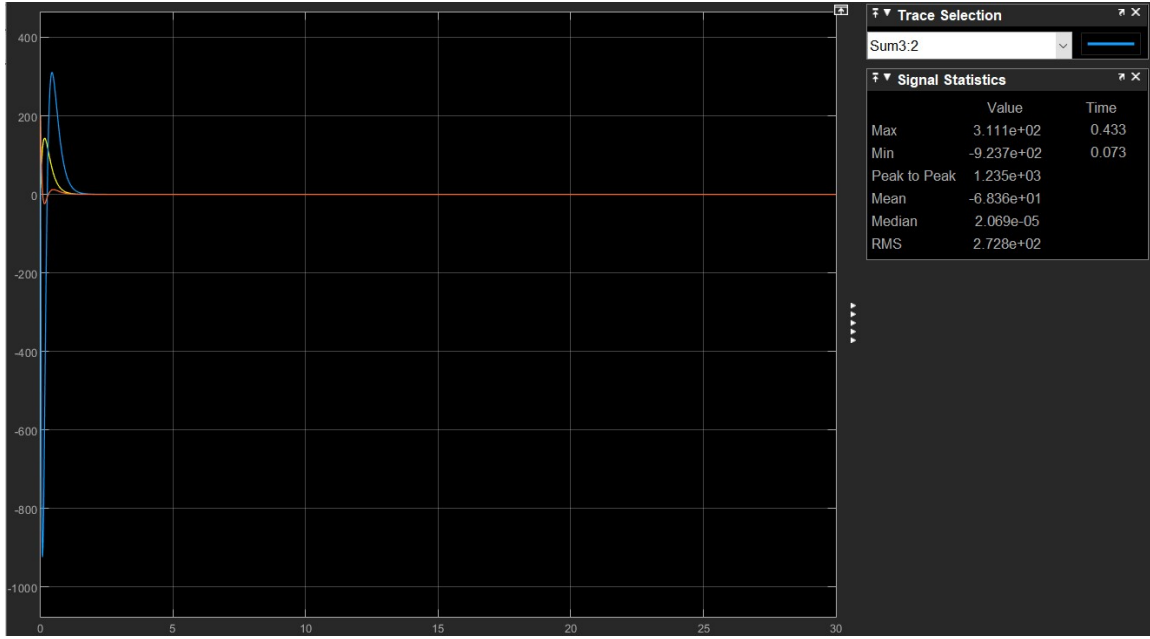 400
200
0
-200
-400
-600
-800
-1000
0 5 10 15 20 25 30
Trace Selection
Sum3:2
Signal Statistics
Value Time
Max 3.111e+02 0.433
Min -9.237e+02 0.073
Peak to Peak 1.235e+03
Mean -6.836e+01
Median 2.069e-05
RMS 2.728e+02